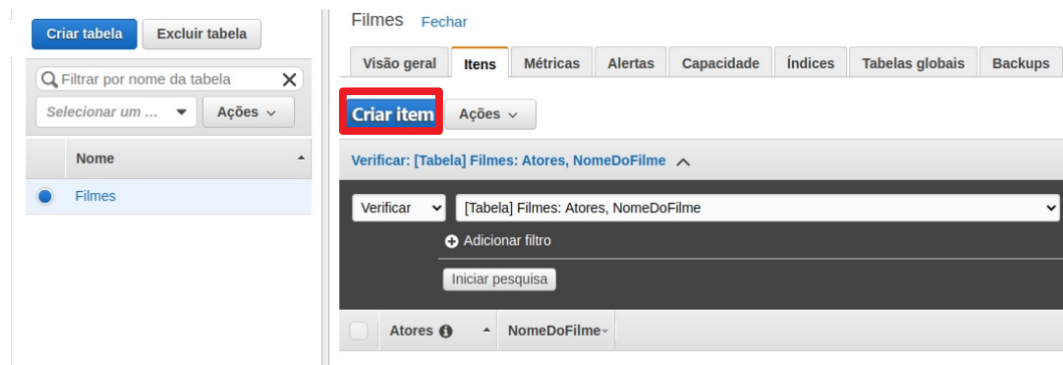 Criar tabela
Excluir tabela
Filtrar por nome da tabela
Selecionar um ...
Ações
Nome
Filmes
Filmes Fechar
Visão geral Itens Métricas Alertas Capacidade Índices Tabelas globais Backups
Criar item Ações
Verificar: [Tabela] Filmes: Atores, NomeDoFilme
Verificar [Tabela] Filmes: Atores, NomeDoFilme
Adicionar filtro
Iniciar pesquisa
Atores NomeDoFilme